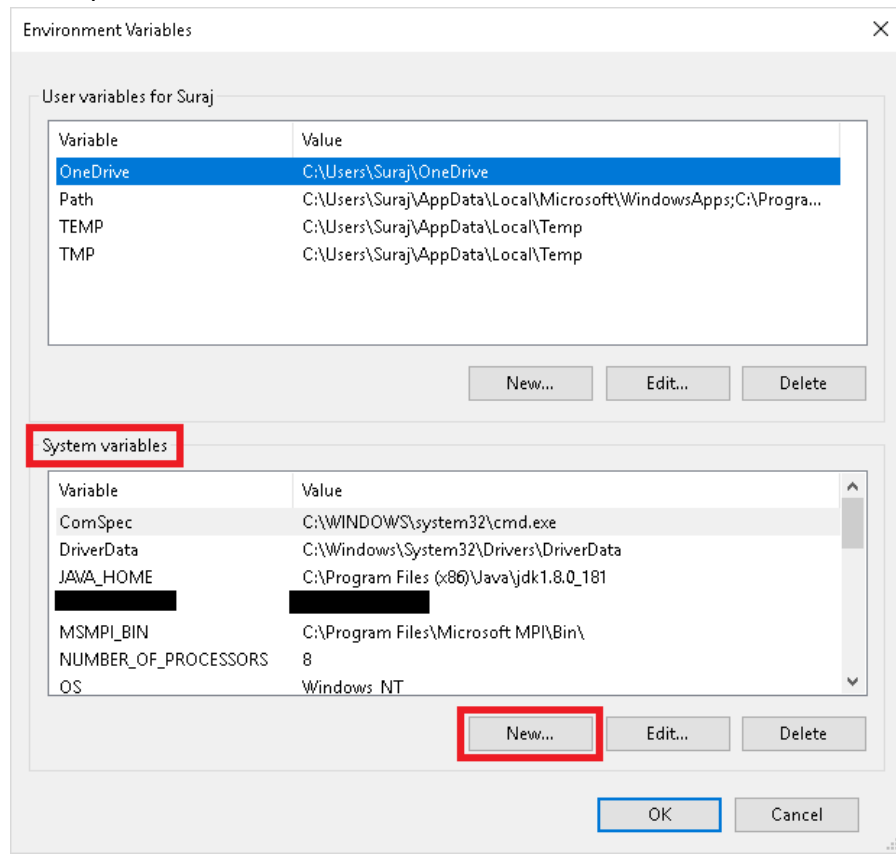 Environment Variables
User variables for Suraj
Variable Value
OneDrive C:\Users\Suraj\OneDrive
Path C:\Users\Suraj\AppData\Local\Microsoft\WindowsApps;C:\Progra...
TEMP C:\Users\Suraj\AppData\Local\Temp
TMP C:\Users\Suraj\AppData\Local\Temp
New... Edit... Delete
System variables
Variable Value
ComSpec C:\WINDOWS\system32\cmd.exe
DriverData C:\Windows\System32\Drivers\DriverData
JAVA_HOME C:\Program Files (x86)\Java\jdk1.8.0_181
MSMPI_BIN C:\Program Files\Microsoft MPI\Bin\
NUMBER_OF_PROCESSORS 8
OS Windows_NT
New... Edit... Delete
OK Cancel